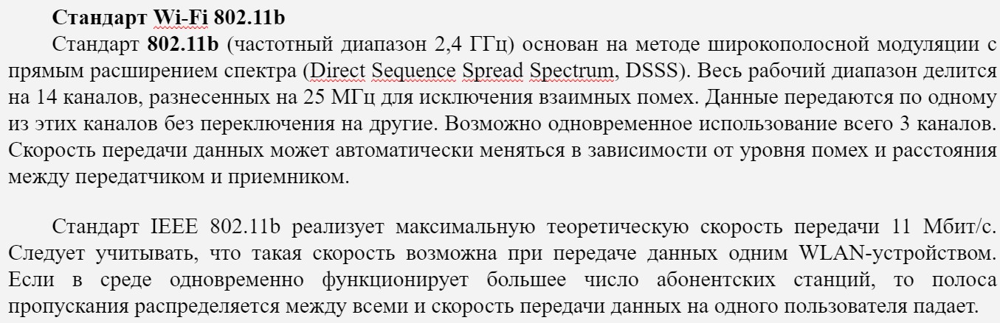 Стандарт Wi-Fi 802.11b
Стандарт 802.11b (частотный диапазон 2,4 ГГц) основан на методе широкополосной модуляции с
прямым расширением спектра (Direct Sequence Spread Spectrum, DSSS). Весь рабочий диапазон делится
на 14 каналов, разнесенных на 25 МГц для исключения взаимных помех. Данные передаются по одному
из этих каналов без переключения на другие. Возможно одновременное использование всего 3 каналов.
Скорость передачи данных может автоматически меняться в зависимости от уровня помех и расстояния
между передатчиком и приемником.
Стандарт IEEE 802.11b реализует максимальную теоретическую скорость передачи 11 Мбит/с.
Следует учитывать, что такая скорость возможна при передаче данных одним WLAN-устройством.
Если в среде одновременно функционирует большее число абонентских станций, то полоса
пропускания распределяется между всеми и скорость передачи данных на одного пользователя падает.